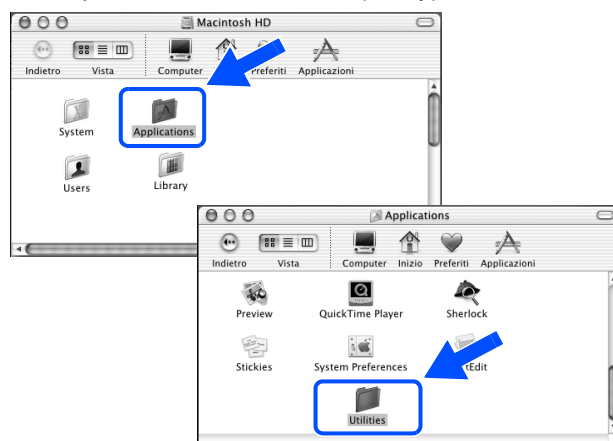 Macintosh HD
Indietro Vista Computer Preferiti Applicazioni
System Applications
Users Library
Applications
Indietro Vista Computer Inizio Preferiti Applicazioni
Preview QuickTime Player Sherlock
Stickies System Preferences
Utilities